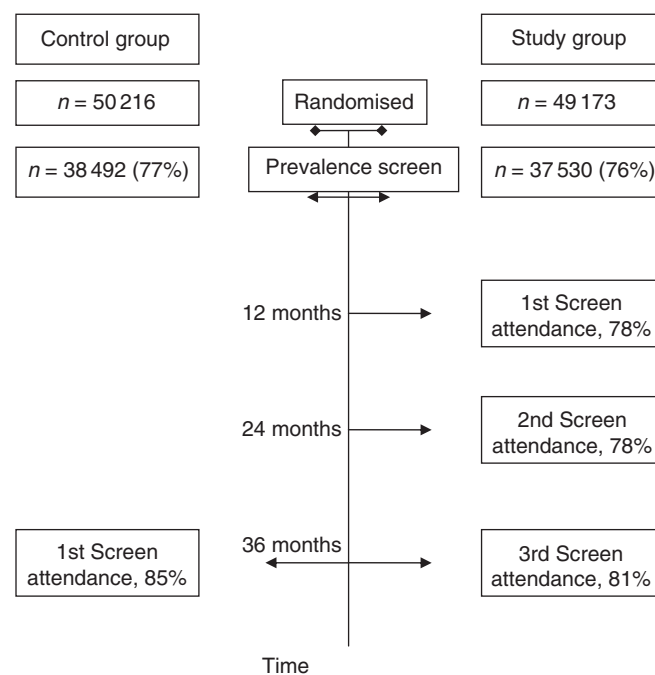 Control group
Study group
n = 50 216
Randomised
n = 49 173
n = 38 492 (77%)
Prevalence screen
n = 37 530 (76%)
12 months
1st Screen
attendance, 78%
24 months
2nd Screen
attendance, 78%
36 months
1st Screen
attendance, 85%
3rd Screen
attendance, 81%
Time